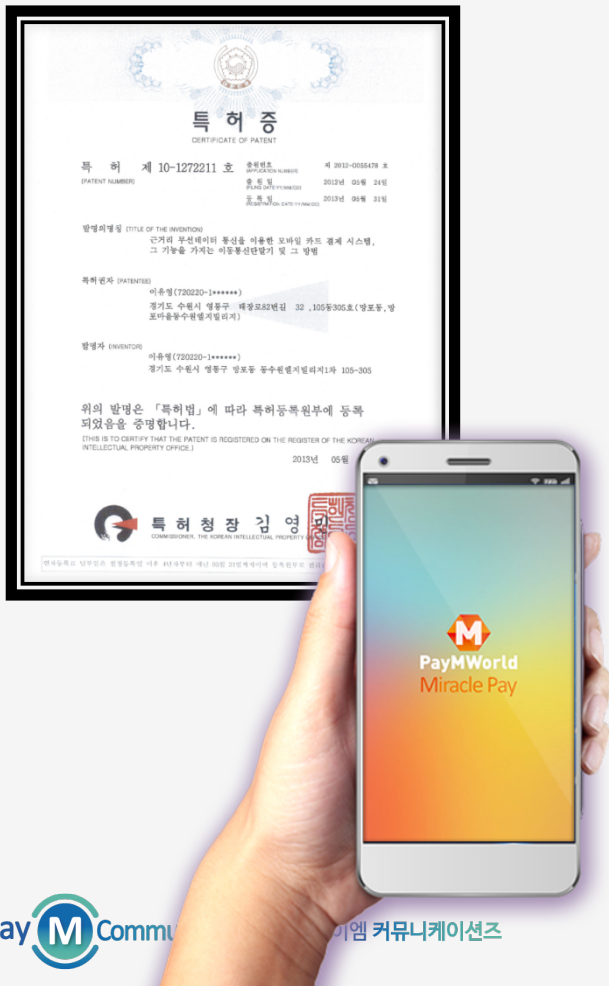 특허증
CERTIFICATE OF PATENT
특 허 제 10-1272211 호
(PATENT NUMBER)
출원번호 제 2012-0055478 호
(APPLICATION NUMBER)
출 원 일 2012년 05월 24일
(FILING DATE:YY/MM/DD)
등 록 일 2013년 05월 31일
(REGISTRATION DATE:YY/MM/DD)
발명의명칭 (TITLE OF THE INVENTION)
근거리 무선데이터 통신을 이용한 모바일 카드 결제 시스템,
그 기능을 가지는 이동통신단말기 및 그 방법
특허권자 (PATENTEE)
이유영(720220-1******)
경기도 수원시 영통구 태장로82번길 32 ,105동305호(망포동,망
포마을동수원엘지빌리지)
발명자 (INVENTOR)
이유영(720220-1******)
경기도 수원시 영통구 망포동 동수원엘지빌리지1차 105-305
위의 발명은 「특허법」에 따라 특허등록원부에 등록
되었음을 증명합니다.
(THIS IS TO CERTIFY THAT THE PATENT IS REGISTERED ON THE REGISTER OF THE KOREAN
INTELLECTUAL PROPERTY OFFICE.)
2013년 05월
특허청장 김영
COMMISSIONER, THE KOREAN INTELLECTUAL PROPERTY
M
PayMWorld
Miracle Pay
ay M Commu 이엠 커뮤니케이션즈